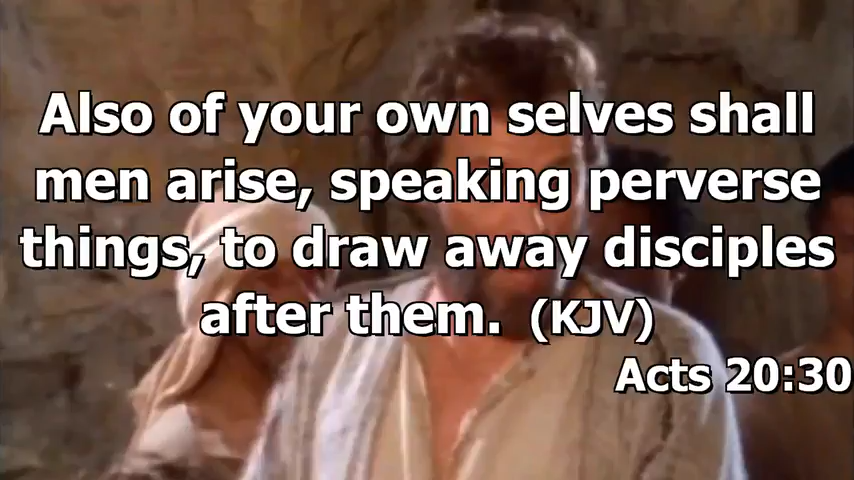 Also of your own selves shall
men arise, speaking perverse
things, to draw away disciples
after them. (KJV)
Acts 20:30